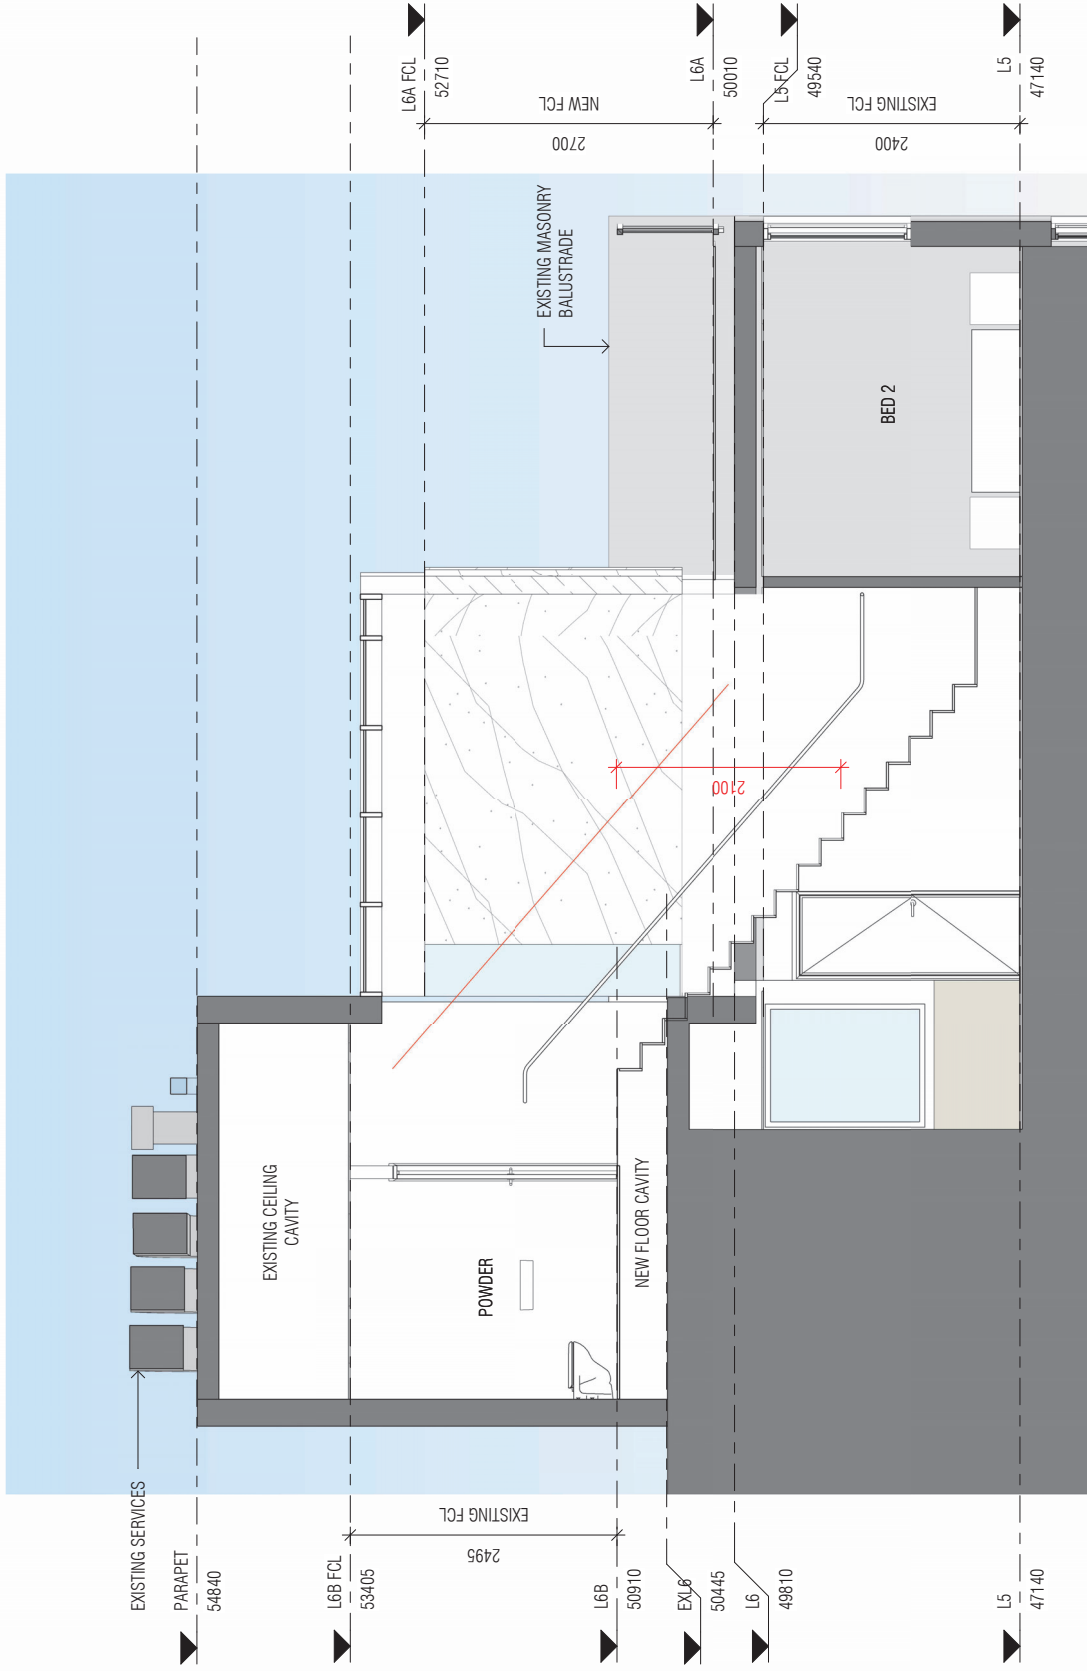 EXISTING SERVICES
PARAPET
54840
L6B FCL
53405
2495
EXISTING FCL
L6B
50910
EXL6
50445
L6
49810
L5
47140
EXISTING CEILING
CAVITY
POWDER
NEW FLOOR CAVITY
2100
EXISTING MASONRY
BALUSTRADE
BED 2
L6A FCL
52710
2700
NEW FCL
L6A
50010
L5 FCL
49540
2400
EXISTING FCL
L5
47140